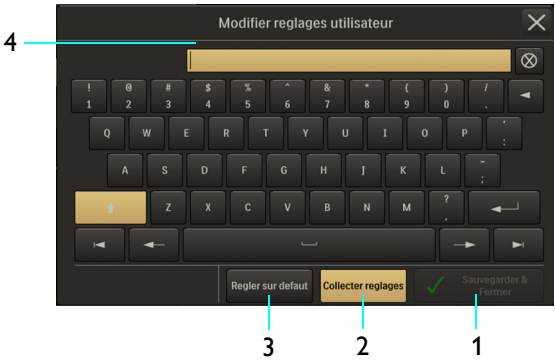 Modifier reglages utilisateur
4
! @ # $ % ^ & * ( ) /
1 2 3 4 5 6 7 8 9 0 .
Q W E R T Y U I O P ' :
A S D F G H J K L - ;
Z X C V B N M ? ,
Regler sur defaut
Collecter reglages
Sauvegarder &
Fermer
3
2
1